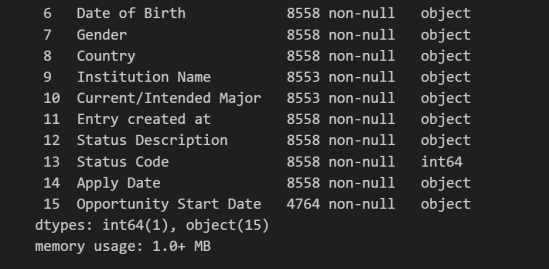 6 Date of Birth 8558 non-null object
7 Gender 8558 non-null object
8 Country 8558 non-null object
9 Institution Name 8553 non-null object
10 Current/Intended Major 8553 non-null object
11 Entry created at 8558 non-null object
12 Status Description 8558 non-null object
13 Status Code 8558 non-null int64
14 Apply Date 8558 non-null object
15 Opportunity Start Date 4764 non-null object
dtypes: int64(1), object(15)
memory usage: 1.0+ MB